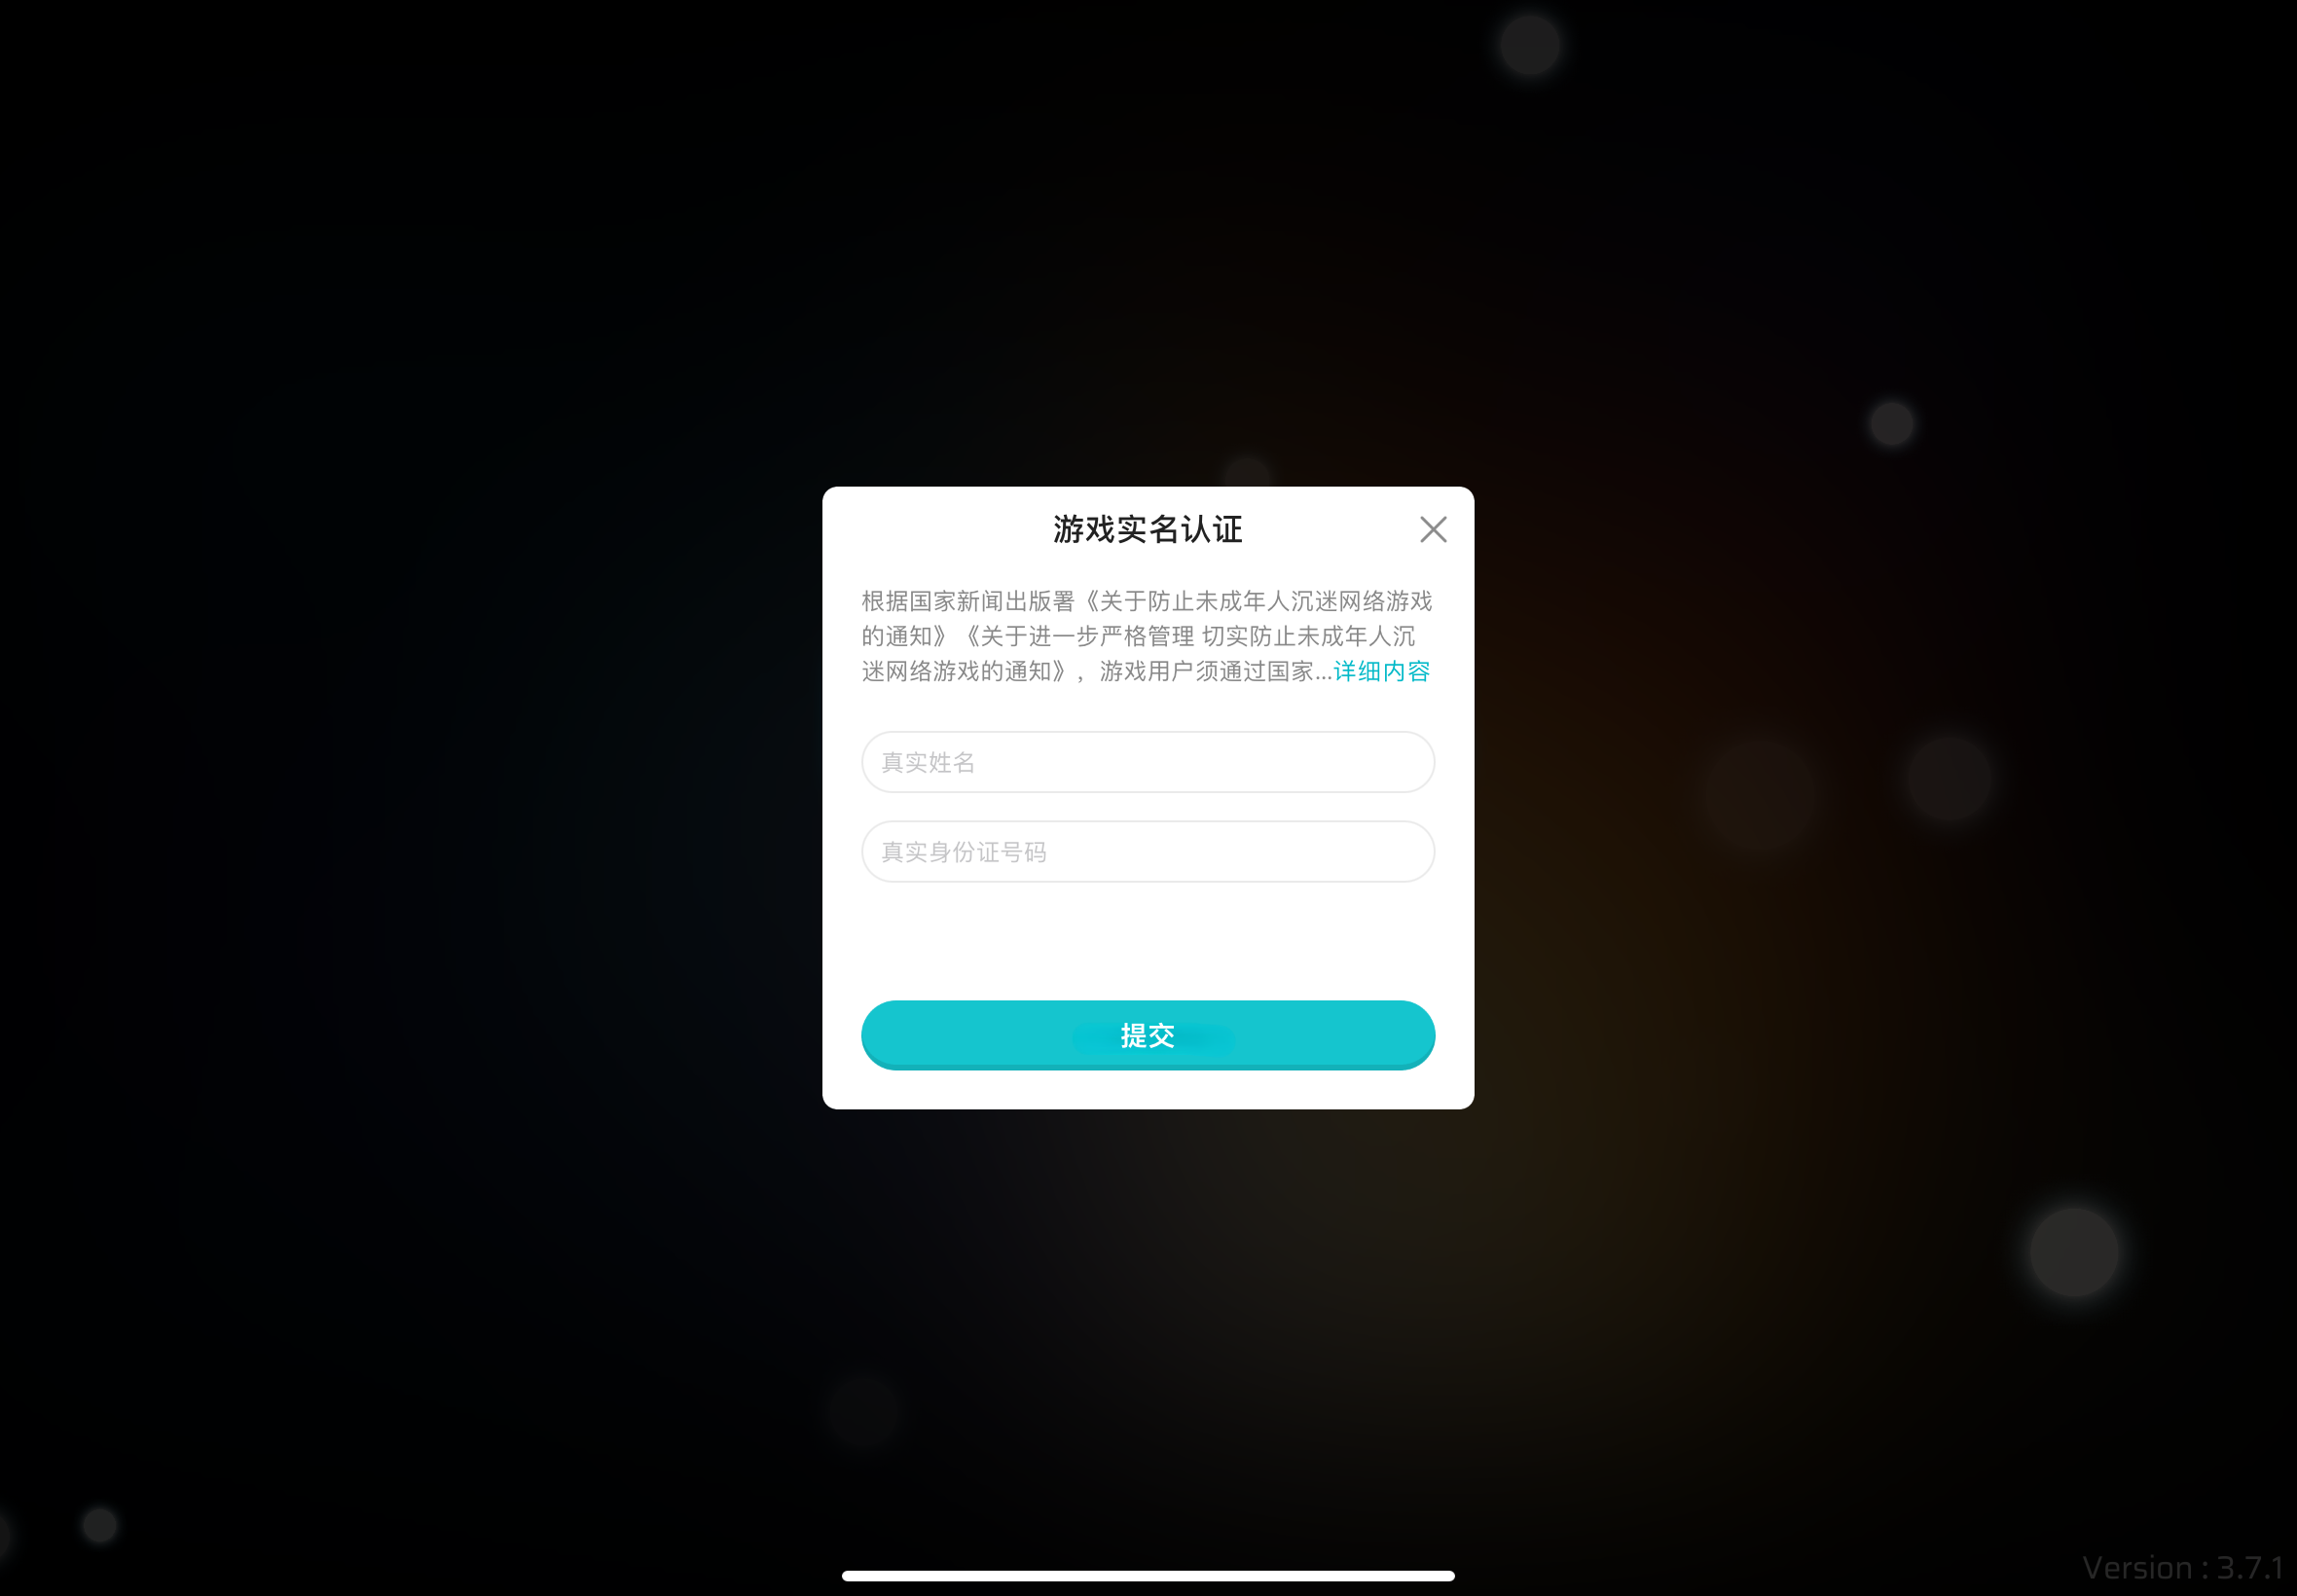 游戏实名认证
根据国家新闻出版署《关于防止未成年人沉迷网络游戏
的通知》《关于进一步严格管理 切实防止未成年人沉
迷网络游戏的通知》，游戏用户须通过国家...详细内容
真实姓名
真实身份证号码
提交
Version : 3.7.1